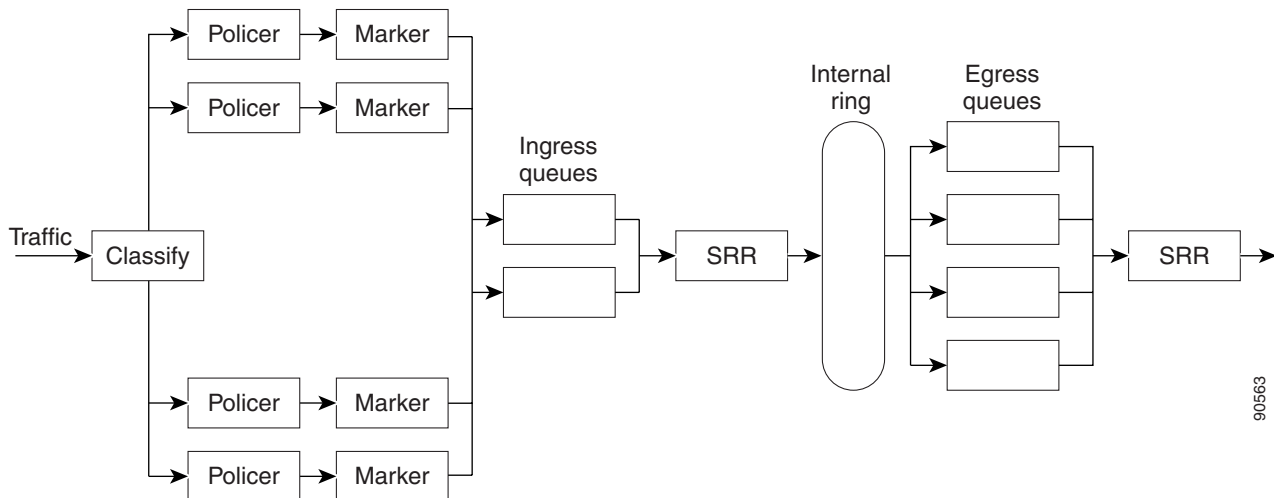 Policer
Marker
Policer
Marker
Internal
ring
Egress
queues
Ingress
queues
Traffic
Classify
SRR
SRR
Policer
Marker
Policer
Marker
90563